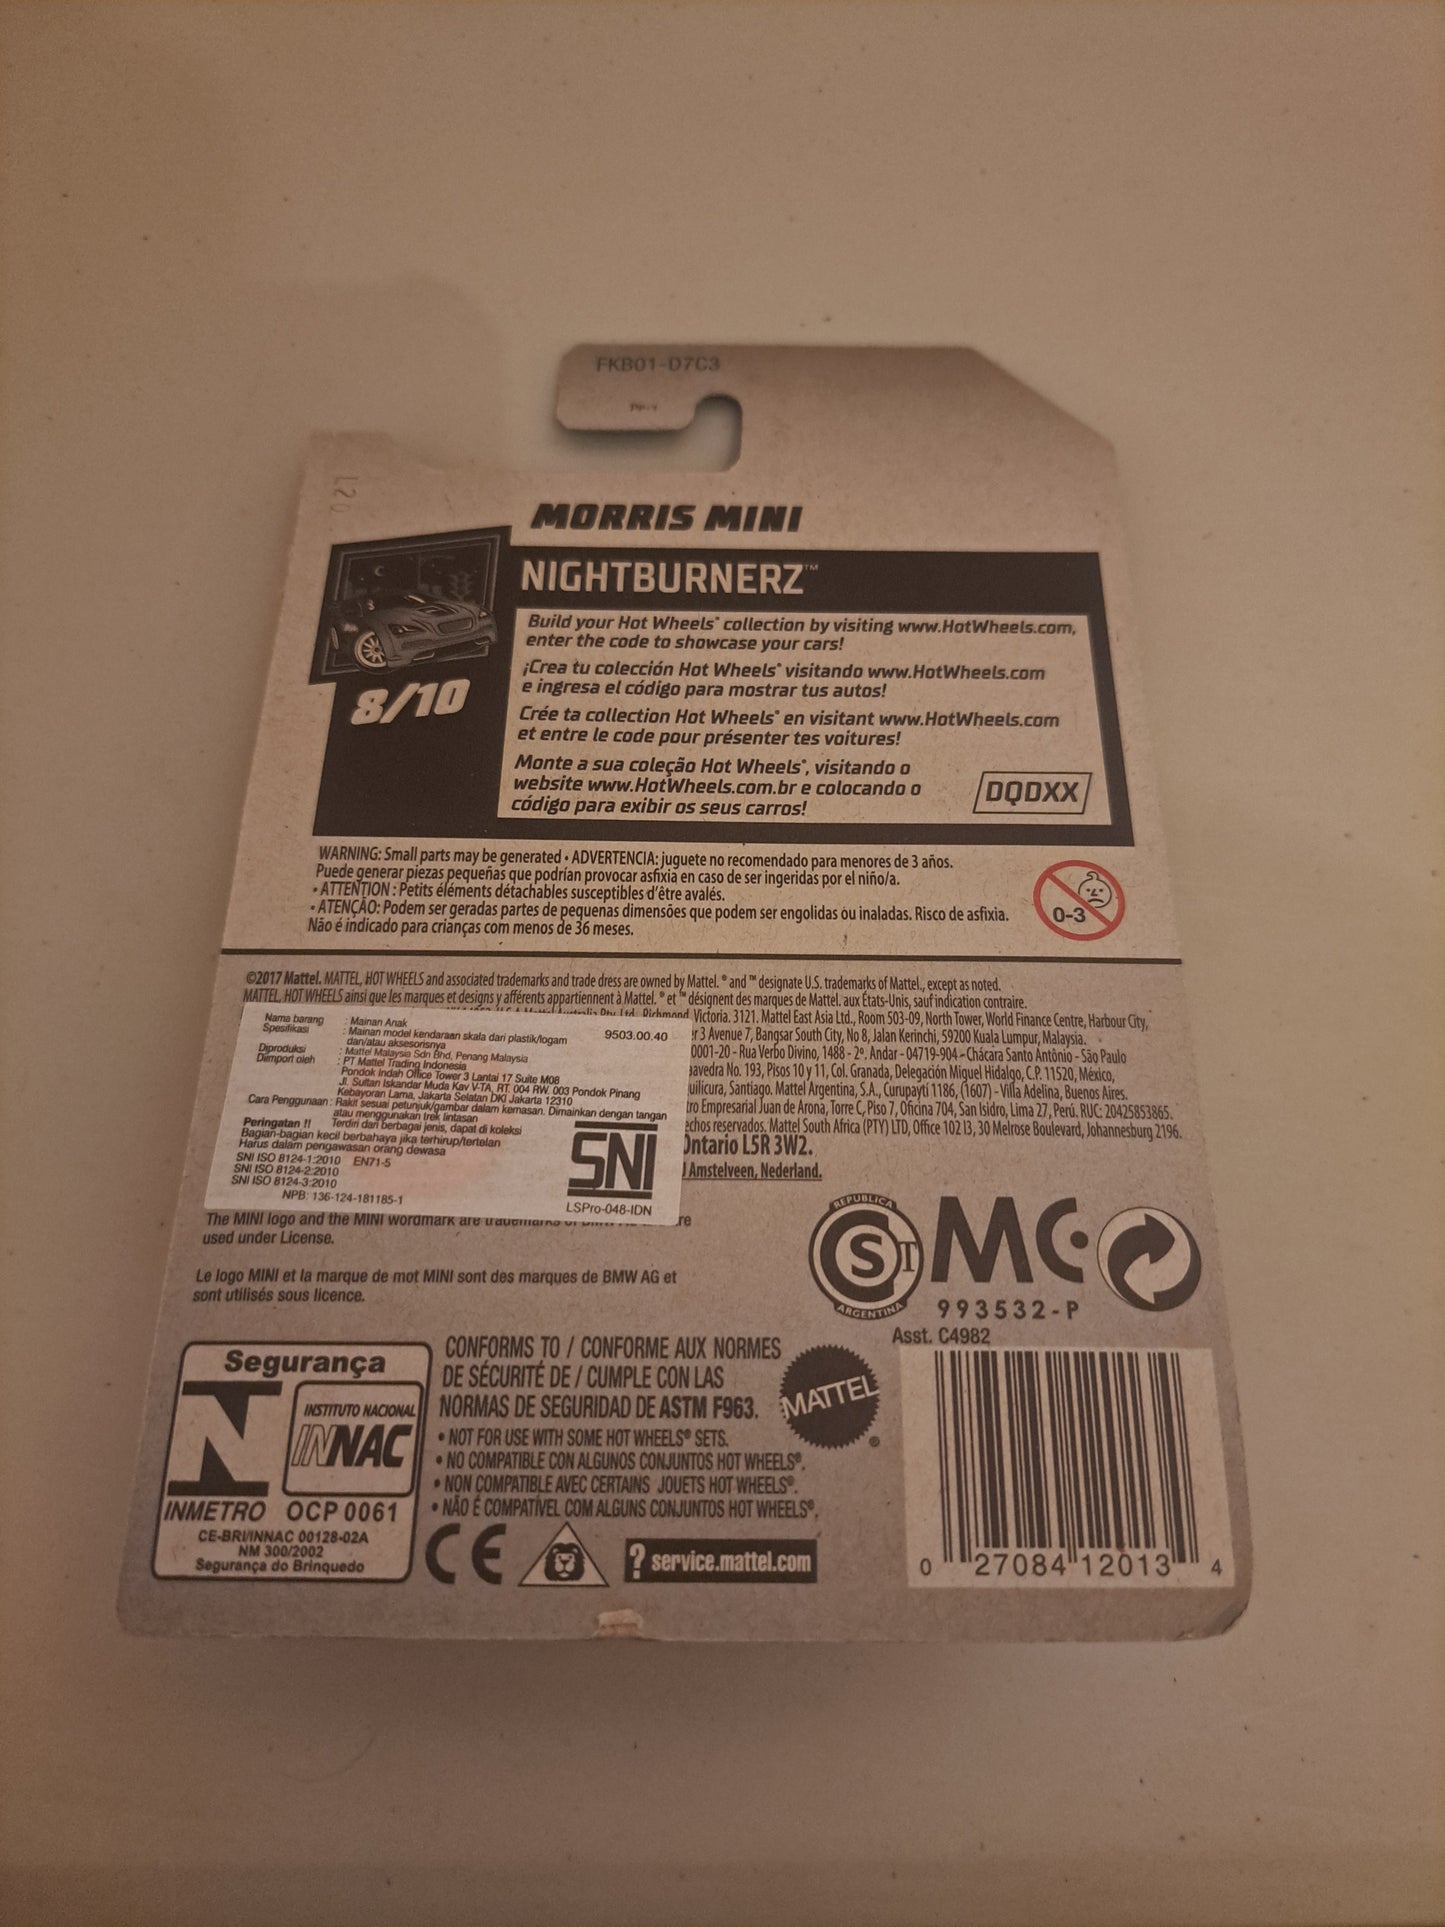 FKB01-D7C3
L20
MORRIS MINI
NIGHTBURNERZ™
8/10
Build your Hot Wheels® collection by visiting www.HotWheels.com,
enter the code to showcase your cars!
¡Crea tu colección Hot Wheels® visitando www.HotWheels.com
e ingresa el código para mostrar tus autos!
Crée ta collection Hot Wheels® en visitant www.HotWheels.com
et entre le code pour présenter tes voitures!
Monte a sua coleção Hot Wheels®, visitando o
website www.HotWheels.com.br e colocando o
código para exibir os seus carros!
DQDXX
WARNING: Small parts may be generated • ADVERTENCIA: juguete no recomendado para menores de 3 años.
Puede generar piezas pequeñas que podrían provocar asfixia en caso de ser ingeridas por el niño/a.
• ATTENTION : Petits éléments détachables susceptibles d'être avalés.
• ATENÇÃO: Podem ser geradas partes de pequenas dimensões que podem ser engolidas ou inaladas. Risco de asfixia.
Não é indicado para crianças com menos de 36 meses.
0-3
©2017 Mattel. MATTEL, HOT WHEELS and associated trademarks and trade dress are owned by Mattel. ® and ™ designate U.S. trademarks of Mattel., except as noted.
MATTEL, HOT WHEELS ainsi que les marques et designs y afférents appartiennent à Mattel. ® et ™ désignent des marques de Mattel. aux États-Unis, sauf indication contraire.
Richmond Victoria. 3121. Mattel East Asia Ltd., Room 503-09, North Tower, World Finance Centre, Harbour City,
3 Avenue 7, Bangsar South City, No 8, Jalan Kerinchi, 59200 Kuala Lumpur, Malaysia.
0001-20 - Rua Verbo Divino, 1488 - 2º. Andar - 04719-904 - Chácara Santo Antônio - São Paulo
aavedra No. 193, Pisos 10 y 11, Col. Granada, Delegación Miguel Hidalgo, C.P. 11520, México,
uilicura, Santiago. Mattel Argentina, S.A., Curupaytí 1186, (1607) - Villa Adelina, Buenos Aires.
tro Empresarial Juan de Arona, Torre C, Piso 7, Oficina 704, San Isidro, Lima 27, Perú. RUC: 20425853865.
echos reservados. Mattel South Africa (PTY) LTD, Office 102 I3, 30 Melrose Boulevard, Johannesburg 2196.
Ontario L5R 3W2.
Amstelveen, Nederland.
Nama barang : Mainan Anak
9503.00.40
Spesifikasi : Mainan model kendaraan skala dari plastik/logam
dan/atau aksesorisnya
Diproduksi : Mattel Malaysia Sdn Bhd, Penang Malaysia
Diimpor oleh : PT Mattel Trading Indonesia
Pondok Indah Office Tower 3 Lantai 17 Suite M08
Jl. Sultan Iskandar Muda Kav V-TA, RT. 004 RW. 003 Pondok Pinang
Kebayoran Lama, Jakarta Selatan DKI Jakarta 12310
Cara Penggunaan : Rakit sesuai petunjuk/gambar dalam kemasan. Dimainkan dengan tangan
atau menggunakan trek lintasan
Peringatan !! Terdiri dari berbagai jenis, dapat di koleksi
Bagian-bagian kecil berbahaya jika terhirup/tertelan
Harus dalam pengawasan orang dewasa
SNI ISO 8124-1:2010 EN71-5
SNI ISO 8124-2:2010
SNI ISO 8124-3:2010
NPB: 136-124-181185-1
SNI
LSPro-048-IDN
The MINI logo and the MINI wordmark are trademarks of
used under License.
Le logo MINI et la marque de mot MINI sont des marques de BMW AG et
sont utilisés sous licence.
REPUBLICA
S T
ARGENTINA
MC
993532-P
Asst. C4982
Segurança
INSTITUTO NACIONAL
INNAC
INMETRO OCP 0061
CE-BRI/INNAC 00128-02A
NM 300/2002
Segurança do Brinquedo
CONFORMS TO / CONFORME AUX NORMES
DE SÉCURITÉ DE / CUMPLE CON LAS
NORMAS DE SEGURIDAD DE ASTM F963.
• NOT FOR USE WITH SOME HOT WHEELS® SETS.
• NO COMPATIBLE CON ALGUNOS CONJUNTOS HOT WHEELS®.
• NON COMPATIBLE AVEC CERTAINS JOUETS HOT WHEELS®.
• NÃO É COMPATÍVEL COM ALGUNS CONJUNTOS HOT WHEELS®.
MATTEL®
CE
? service.mattel.com
0 27084 12013 4